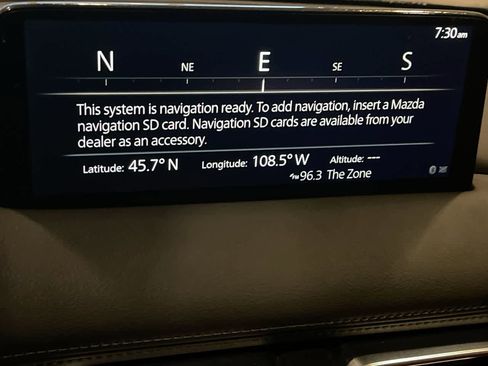 7:30am
N NE E SE S
This system is navigation ready. To add navigation, insert a Mazda
navigation SD card. Navigation SD cards are available from your
dealer as an accessory.
Latitude: 45.7° N Longitude: 108.5° W Altitude: ---
96.3 The Zone